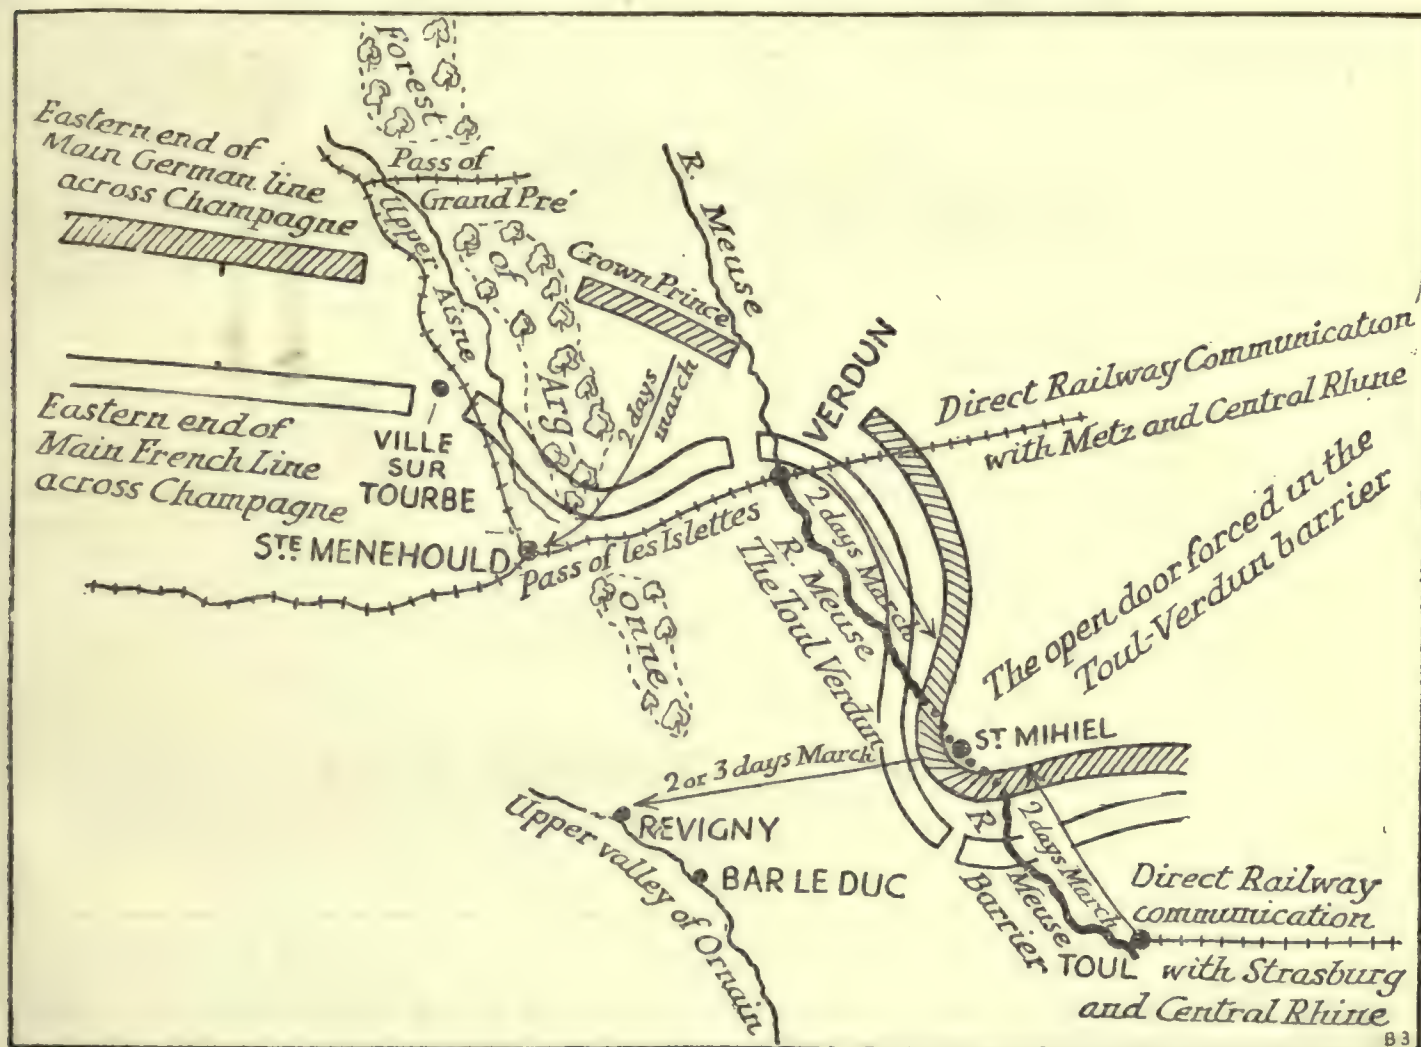 Forest
of
Arg
onne
Eastern end of
Main German line
across Champagne
Pass of
Grand Pré
Upper Aisne
R. Meuse
Crown Prince
2 days
march
VERDUN
Direct Railway Communication
with Metz and Central Rhine
Eastern end of
Main French Line
across Champagne
VILLE
SUR
TOURBE
STE MENEHOULD
Pass of les Islettes
2 days March
R. Meuse
The Toul Verdun
Barrier
The open door forced in the
Toul-Verdun barrier
ST MIHIEL
2 or 3 days March
REVIGNY
BAR LE DUC
Upper valley of Ornain
R
Meuse
2 days March
TOUL
Direct Railway
communication
with Strasburg
and Central Rhine
83